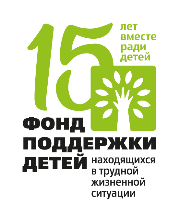 15
лет
вместе
ради
детей
ФОНД
ПОДДЕРЖКИ
ДЕТЕЙ
находящихся
в трудной
жизненной
ситуации